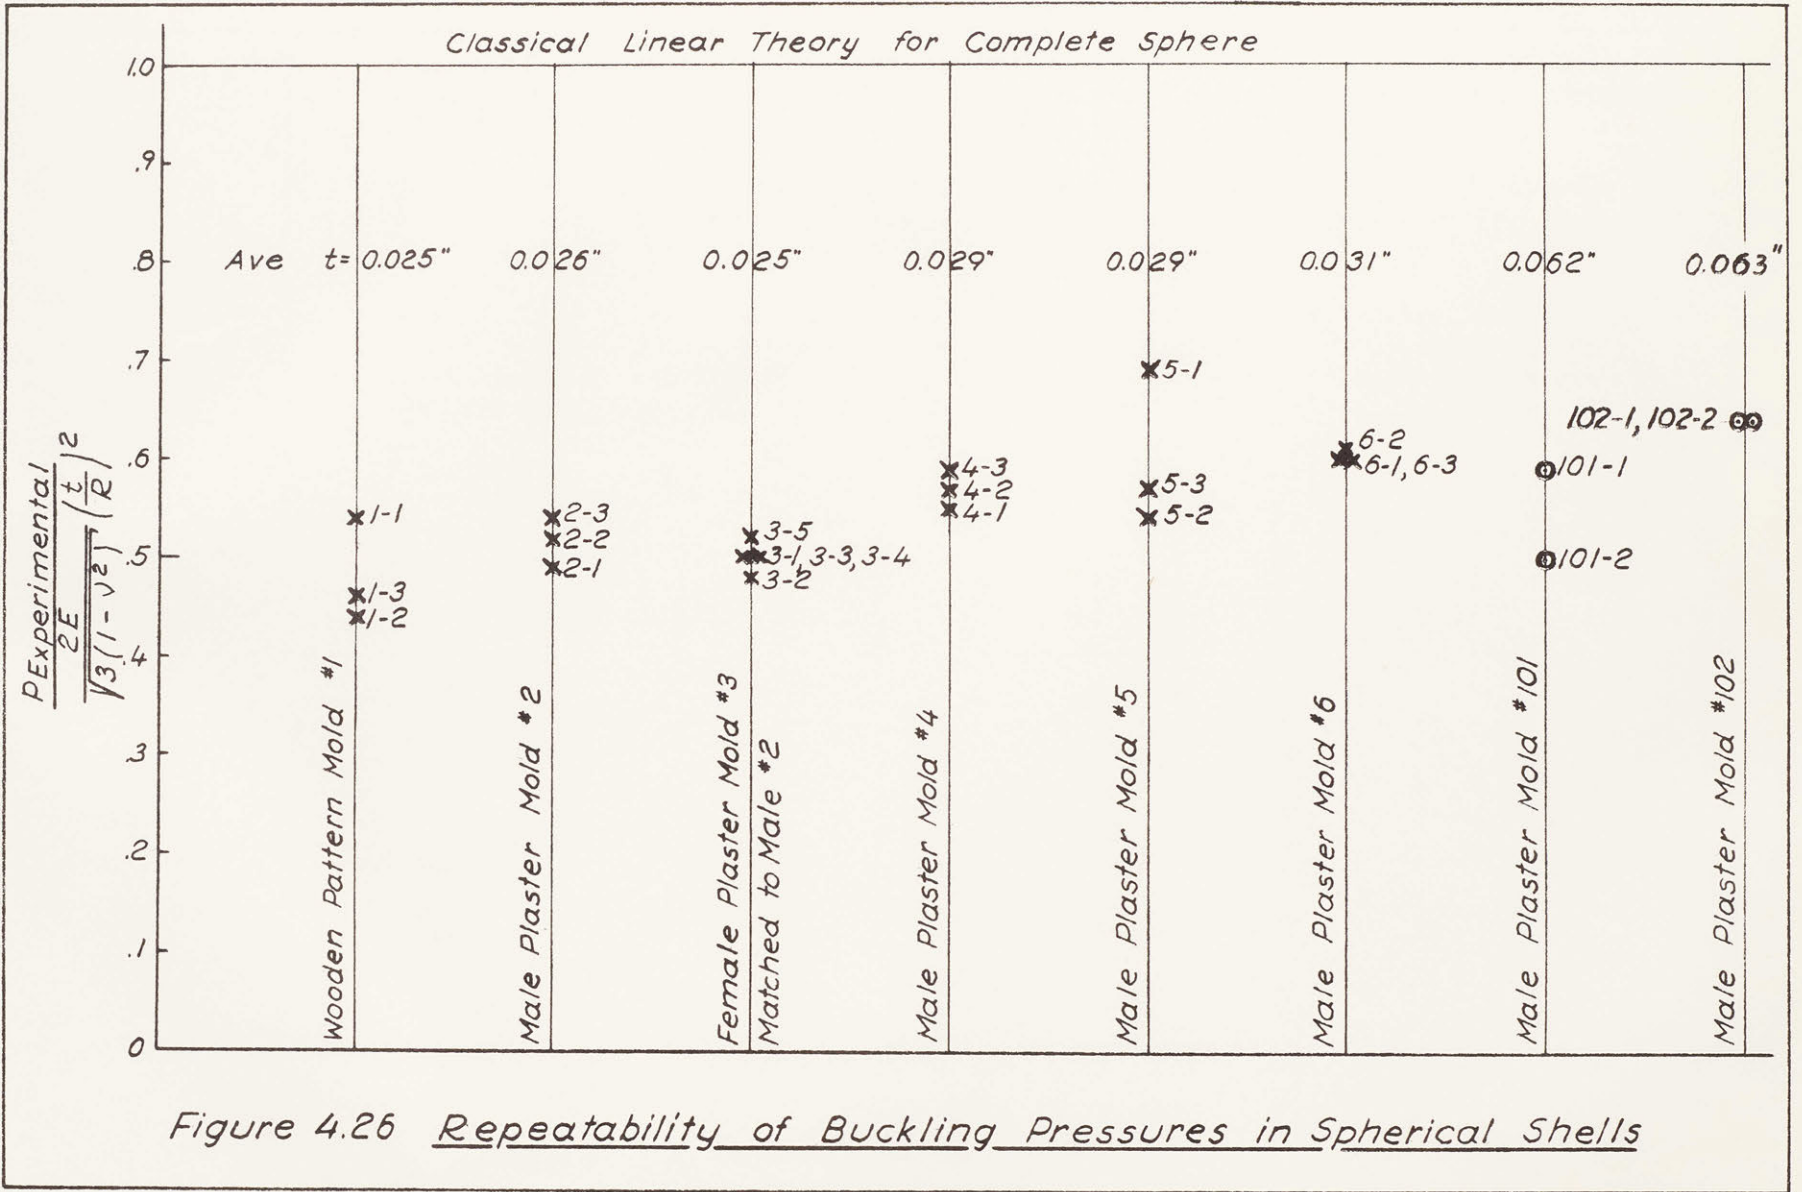 Classical Linear Theory for Complete Sphere
1.0
.9
.8
.7
.6
.5
.4
.3
.2
.1
0
PExperimental
2E
√3(1-ν²) (t/R)²
Ave t= 0.025" 0.026" 0.025" 0.029" 0.029" 0.031" 0.062" 0.063"
1-1
1-3
1-2
2-3
2-2
2-1
3-5
3-1, 3-3, 3-4
3-2
4-3
4-2
4-1
5-1
5-3
5-2
6-2
6-1, 6-3
101-1
101-2
102-1, 102-2
Wooden Pattern Mold #1
Male Plaster Mold #2
Female Plaster Mold #3
Matched to Male #2
Male Plaster Mold #4
Male Plaster Mold #5
Male Plaster Mold #6
Male Plaster Mold #101
Male Plaster Mold #102
Figure 4.26 Repeatability of Buckling Pressures in Spherical Shells